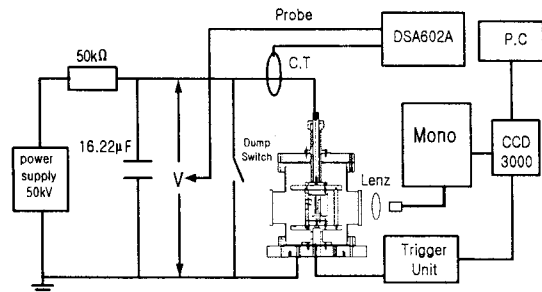 Probe
DSA602A
P.C
50kΩ
C.T
16.22μF
Dump
Switch
Mono
CCD
3000
power
supply
50kV
V
Lenz
Trigger
Unit